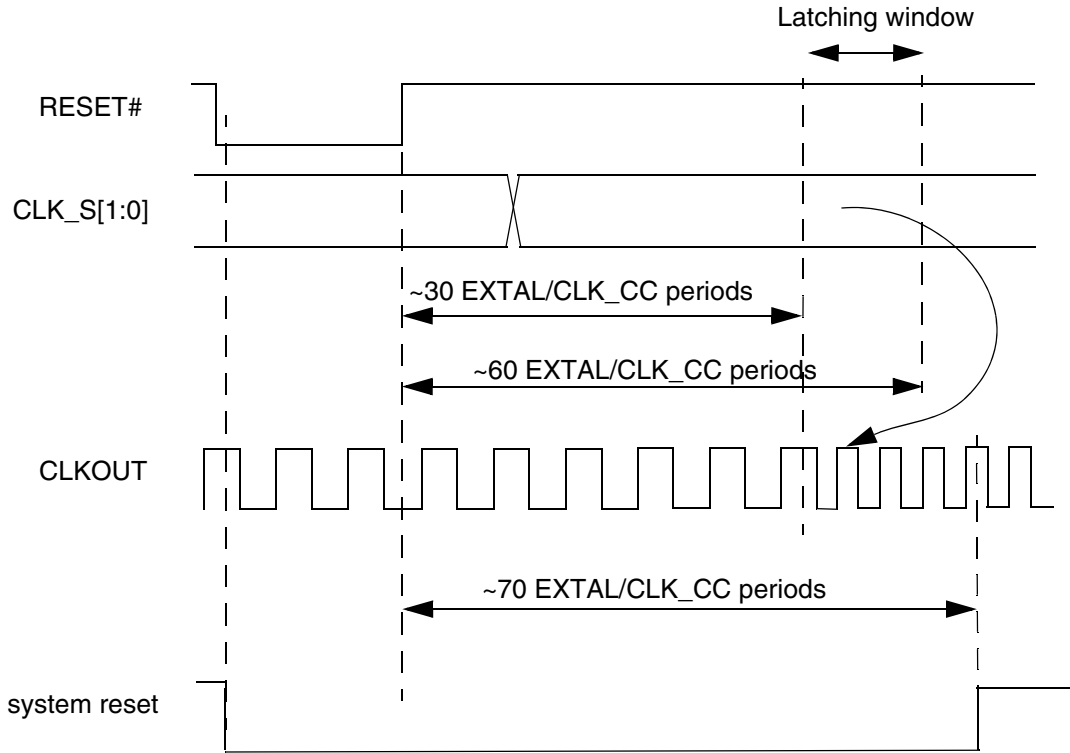 Latching window
RESET#
CLK_S[1:0]
~30 EXTAL/CLK_CC periods
~60 EXTAL/CLK_CC periods
CLKOUT
~70 EXTAL/CLK_CC periods
system reset